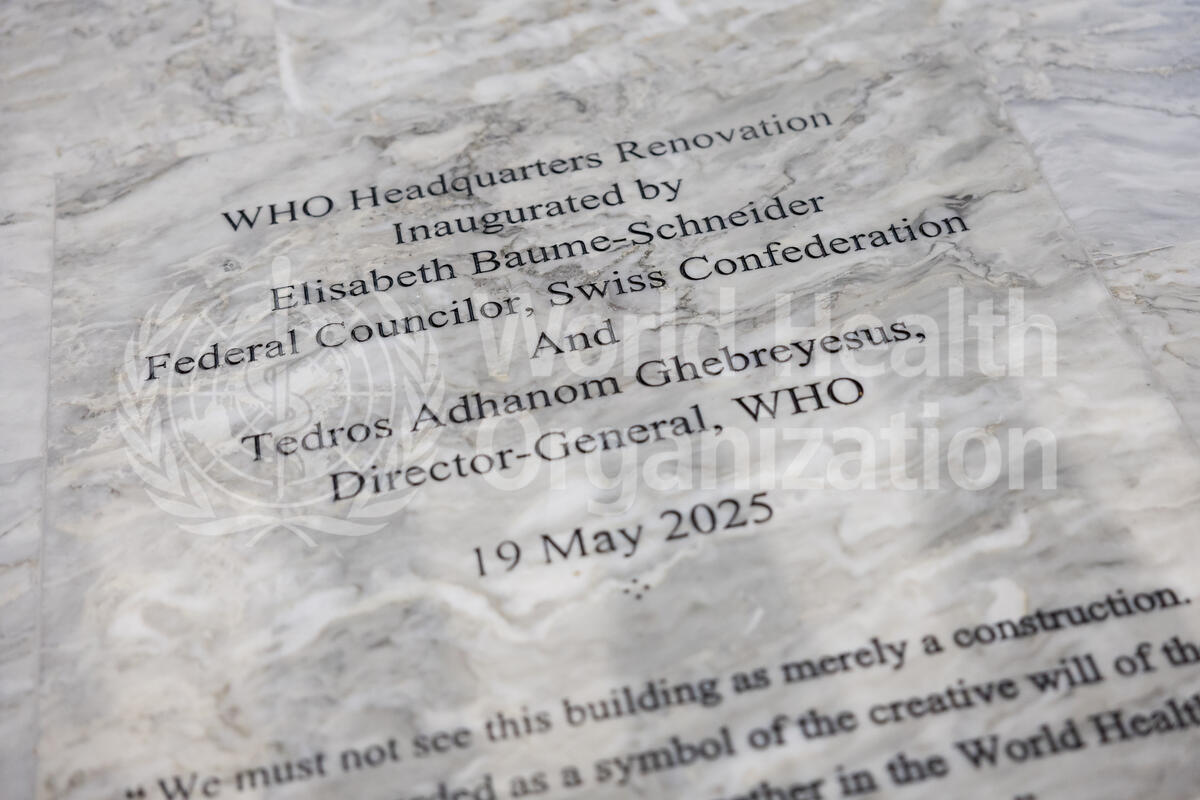 WHO Headquarters Renovation
Inaugurated by
Elisabeth Baume-Schneider
Federal Councilor, Swiss Confederation
And
Tedros Adhanom Ghebreyesus,
Director-General, WHO
19 May 2025
World Health
Organization
"We must not see this building as merely a construction.
as a symbol of the creative will of
in the World Health